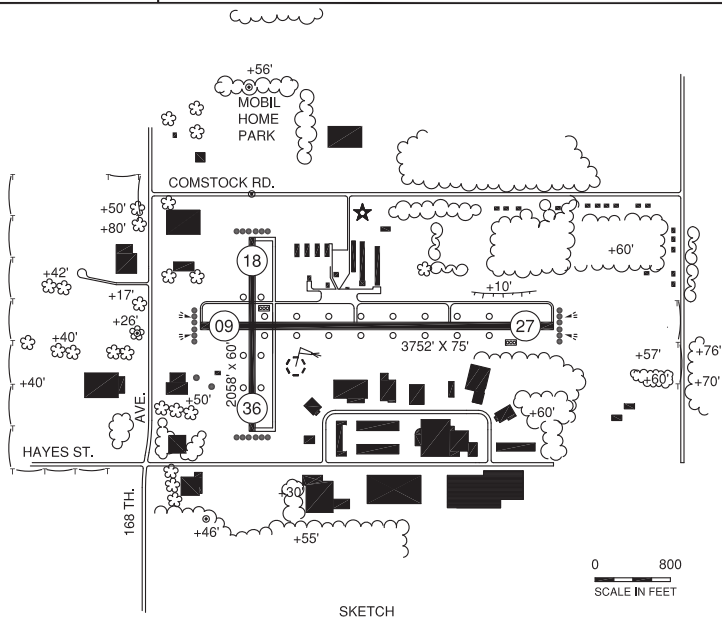 +56'
MOBIL
HOME
PARK
COMSTOCK RD.
+50'
+80'
+60'
+42'
18
+17'
+10'
+26'
09
27
+40'
3752' X 75'
+57'
+76'
+60'
+70'
+40'
2058' x 60'
+50'
36
+60'
AVE.
HAYES ST.
168 TH.
+30'
+46'
+55'
0 800
SCALE IN FEET
SKETCH